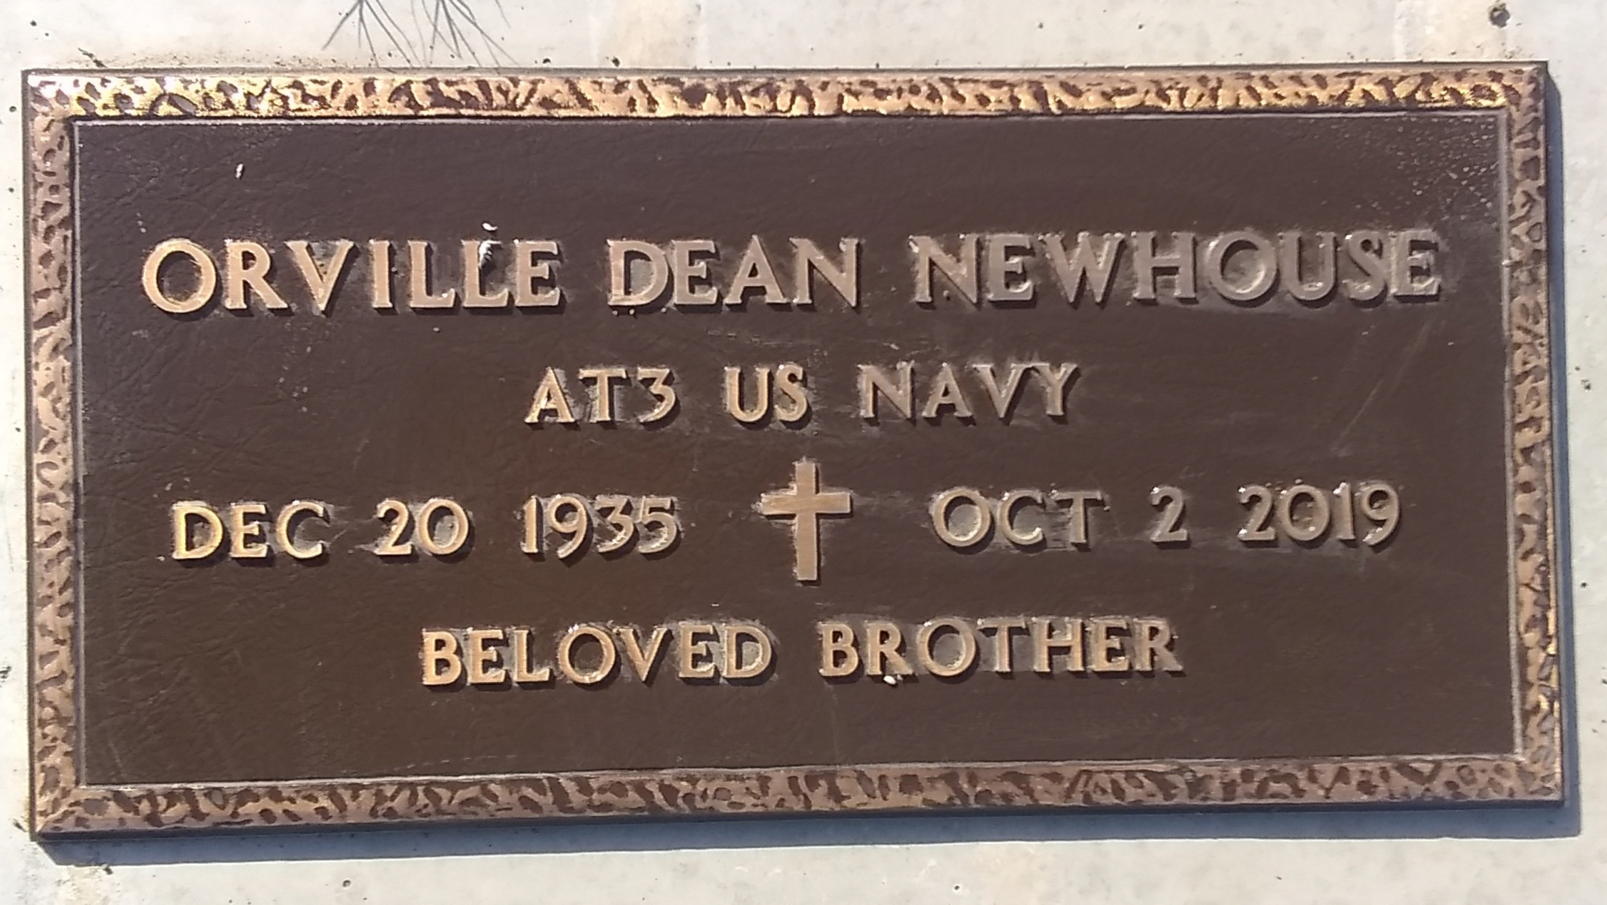 ORVILLE DEAN NEWHOUSE
AT3 US NAVY
DEC 20 1935 OCT 2 2019
BELOVED BROTHER